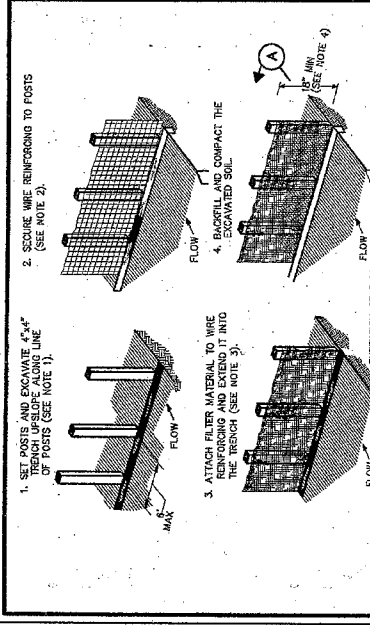 1. SET POSTS AND EXCAVATE 4"x4"
TRENCH UPSLOPE ALONG LINE
OF POSTS (SEE NOTE 1).
6'
MAX
FLOW
2. SECURE WIRE REINFORCING TO POSTS
(SEE NOTE 2).
FLOW
3. ATTACH FILTER MATERIAL TO WIRE
REINFORCING AND EXTEND IT INTO
THE TRENCH (SEE NOTE 3).
FLOW
4. BACKFILL AND COMPACT THE
EXCAVATED SOIL.
A
18" MIN
(SEE NOTE 4)
FLOW